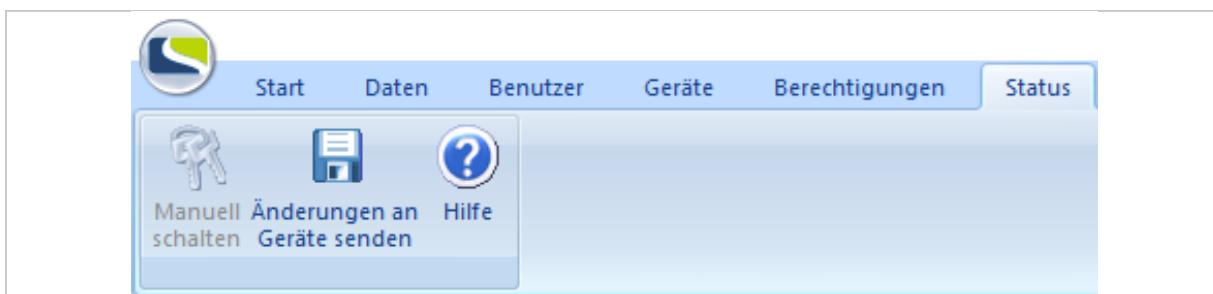 Start Daten Benutzer Geräte Berechtigungen Status
Manuell Änderungen an Hilfe
schalten Geräte senden